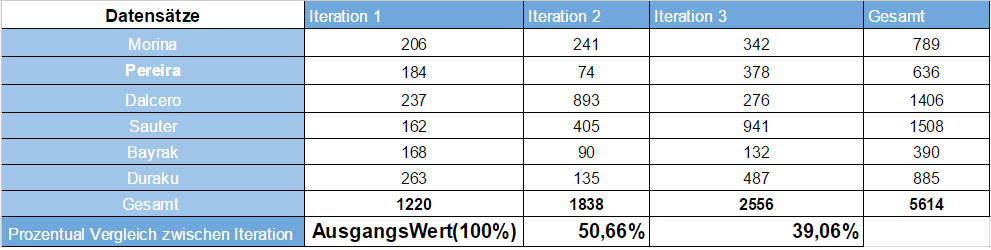 Datensätze Iteration 1 Iteration 2 Iteration 3 Gesamt
Morina 206 241 342 789
Pereira 184 74 378 636
Dalcero 237 893 276 1406
Sauter 162 405 941 1508
Bayrak 168 90 132 390
Duraku 263 135 487 885
Gesamt 1220 1838 2556 5614
Prozentual Vergleich zwischen Iteration AusgangsWert(100%) 50,66% 39,06%